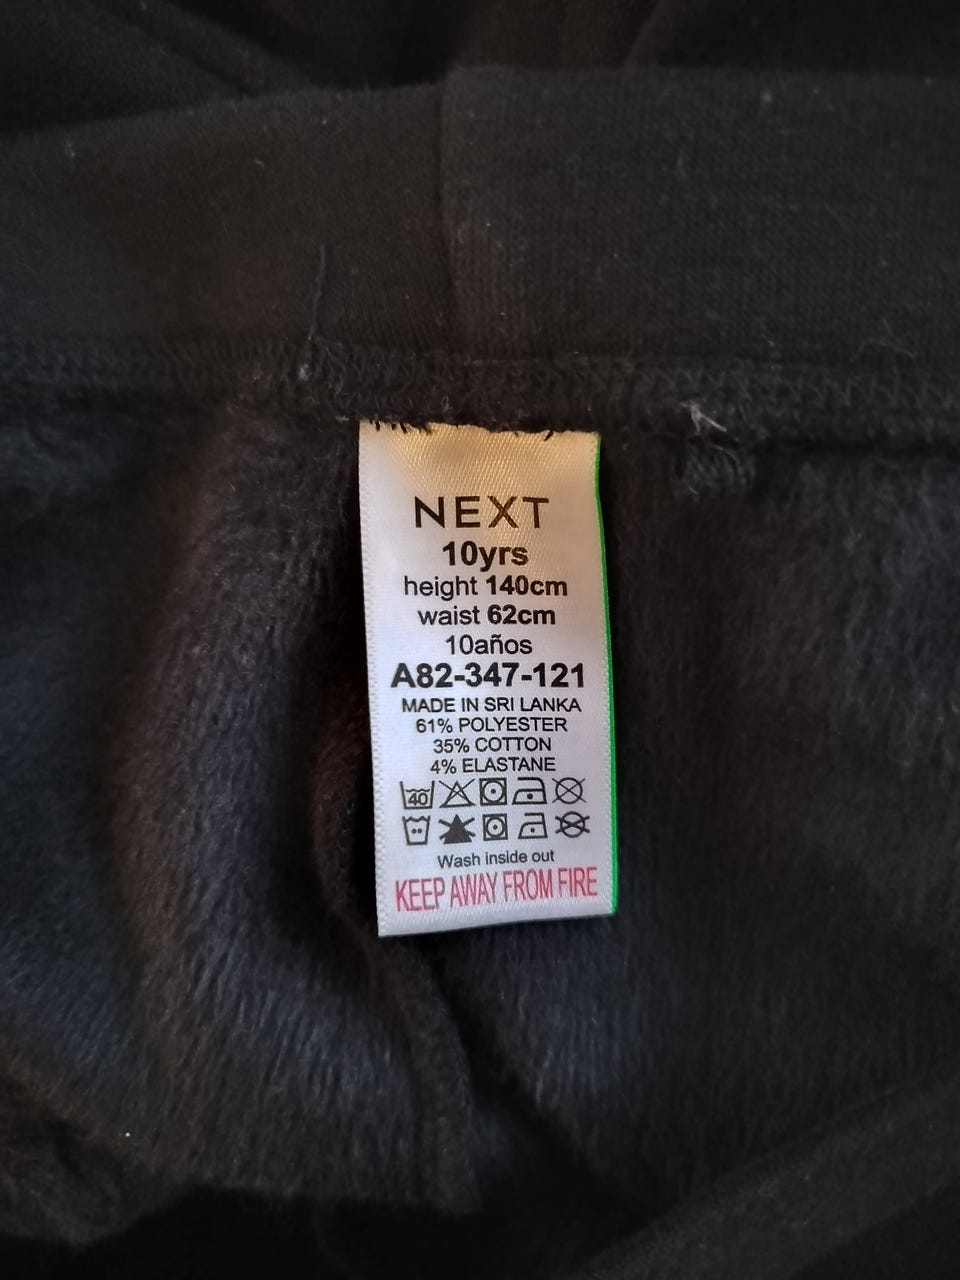 NEXT
10yrs
height 140cm
waist 62cm
10años
A82-347-121
MADE IN SRI LANKA
61% POLYESTER
35% COTTON
4% ELASTANE
40
Wash inside out
KEEP AWAY FROM FIRE